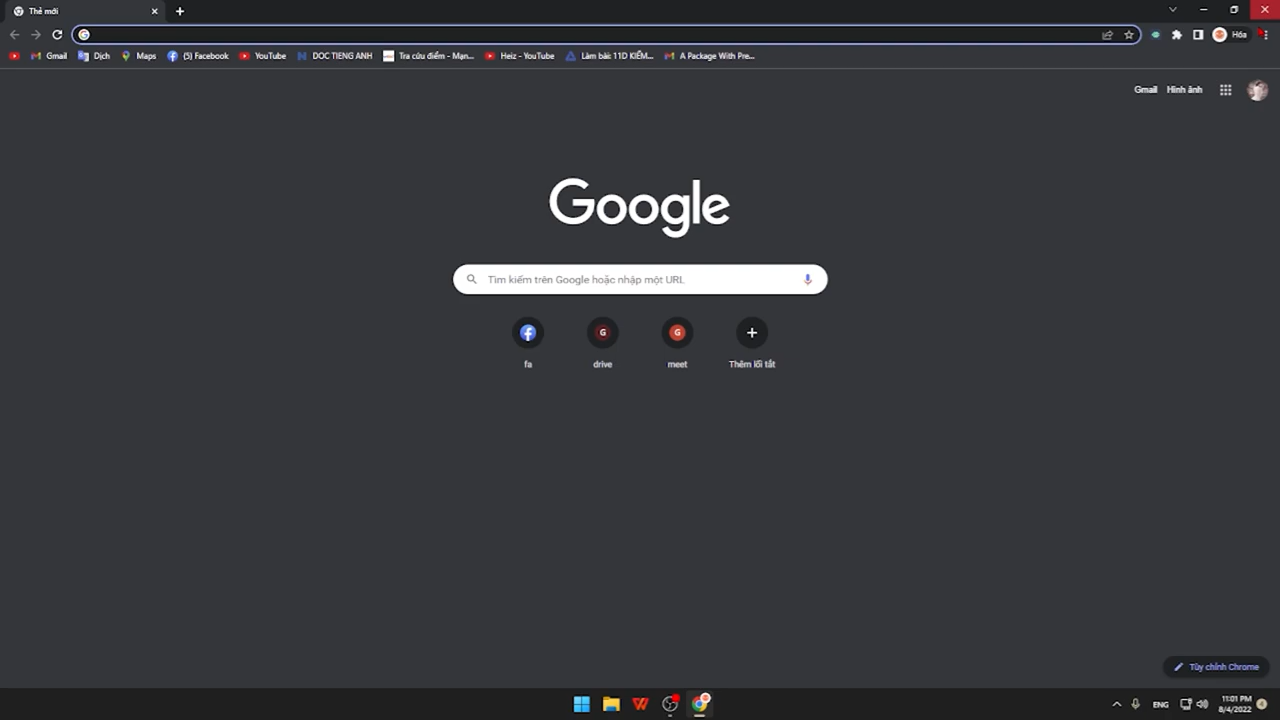 Thẻ mới
Hóa
Gmail
Dịch
Maps
(5) Facebook
YouTube
DOC TIENG ANH
Tra cứu điểm - Mạn...
Heiz - YouTube
Làm bài: 11D KIỂM...
A Package With Pre...
Gmail
Hình ảnh
Google
Tìm kiếm trên Google hoặc nhập một URL
fa
G
drive
G
meet
Thêm lối tắt
Tùy chỉnh Chrome
ENG
11:01 PM
8/4/2022